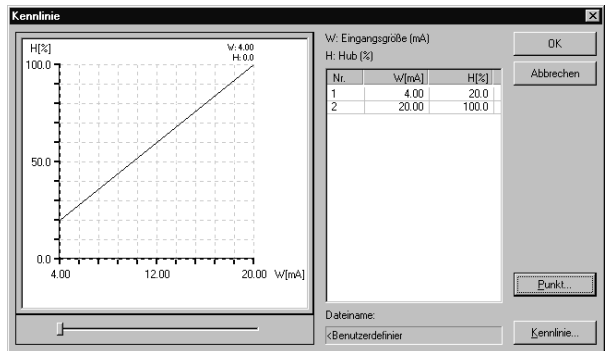 Kennlinie
H[%]
W: 4.00
H: 0.0
100.0
50.0
0.0
4.00 12.00 20.00 W[mA]
W: Eingangsgröße (mA)
H: Hub (%)
Nr. W[mA] H[%]
1 4.00 20.0
2 20.00 100.0
Dateiname:
<Benutzerdefinier
OK
Abbrechen
Punkt...
Kennlinie...